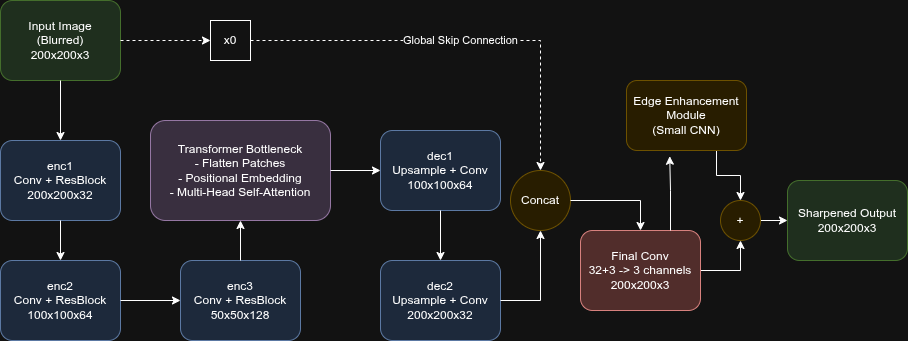 Input Image
(Blurred)
200x200x3
x0
Global Skip Connection
enc1
Conv + ResBlock
200x200x32
enc2
Conv + ResBlock
100x100x64
enc3
Conv + ResBlock
50x50x128
Transformer Bottleneck
- Flatten Patches
- Positional Embedding
- Multi-Head Self-Attention
dec1
Upsample + Conv
100x100x64
dec2
Upsample + Conv
200x200x32
Concat
Final Conv
32+3 -> 3 channels
200x200x3
Edge Enhancement
Module
(Small CNN)
+
Sharpened Output
200x200x3